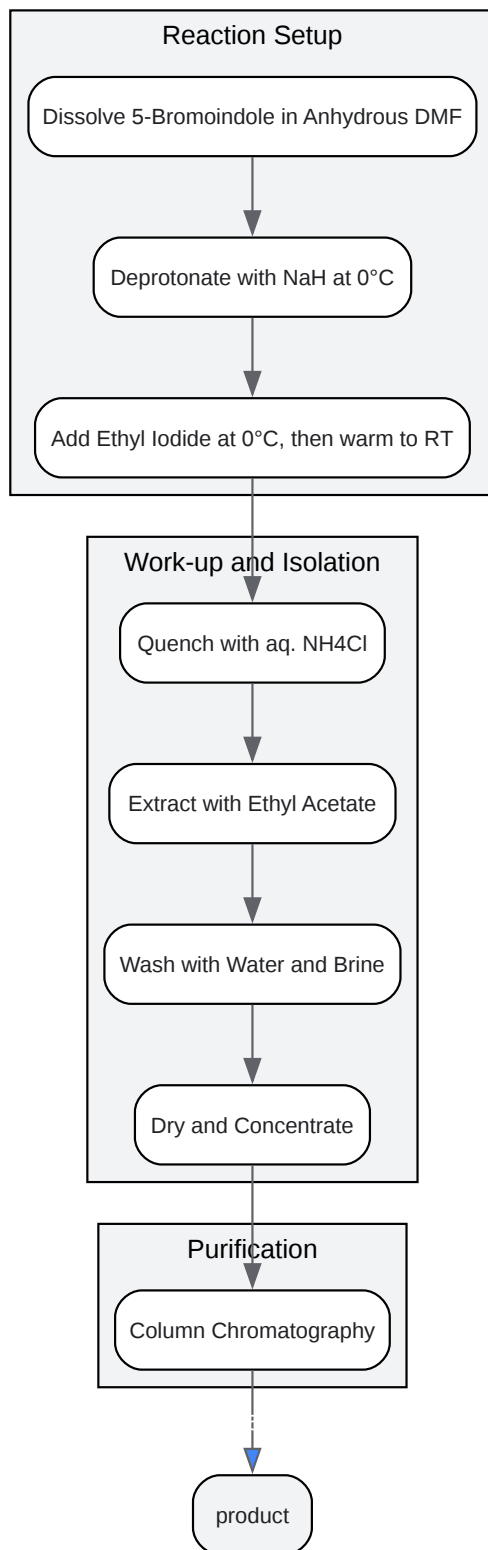 Reaction Setup
Dissolve 5-Bromoindole in Anhydrous DMF
Deprotonate with NaH at 0°C
Add Ethyl Iodide at 0°C, then warm to RT
Work-up and Isolation
Quench with aq. NH4Cl
Extract with Ethyl Acetate
Wash with Water and Brine
Dry and Concentrate
Purification
Column Chromatography
product